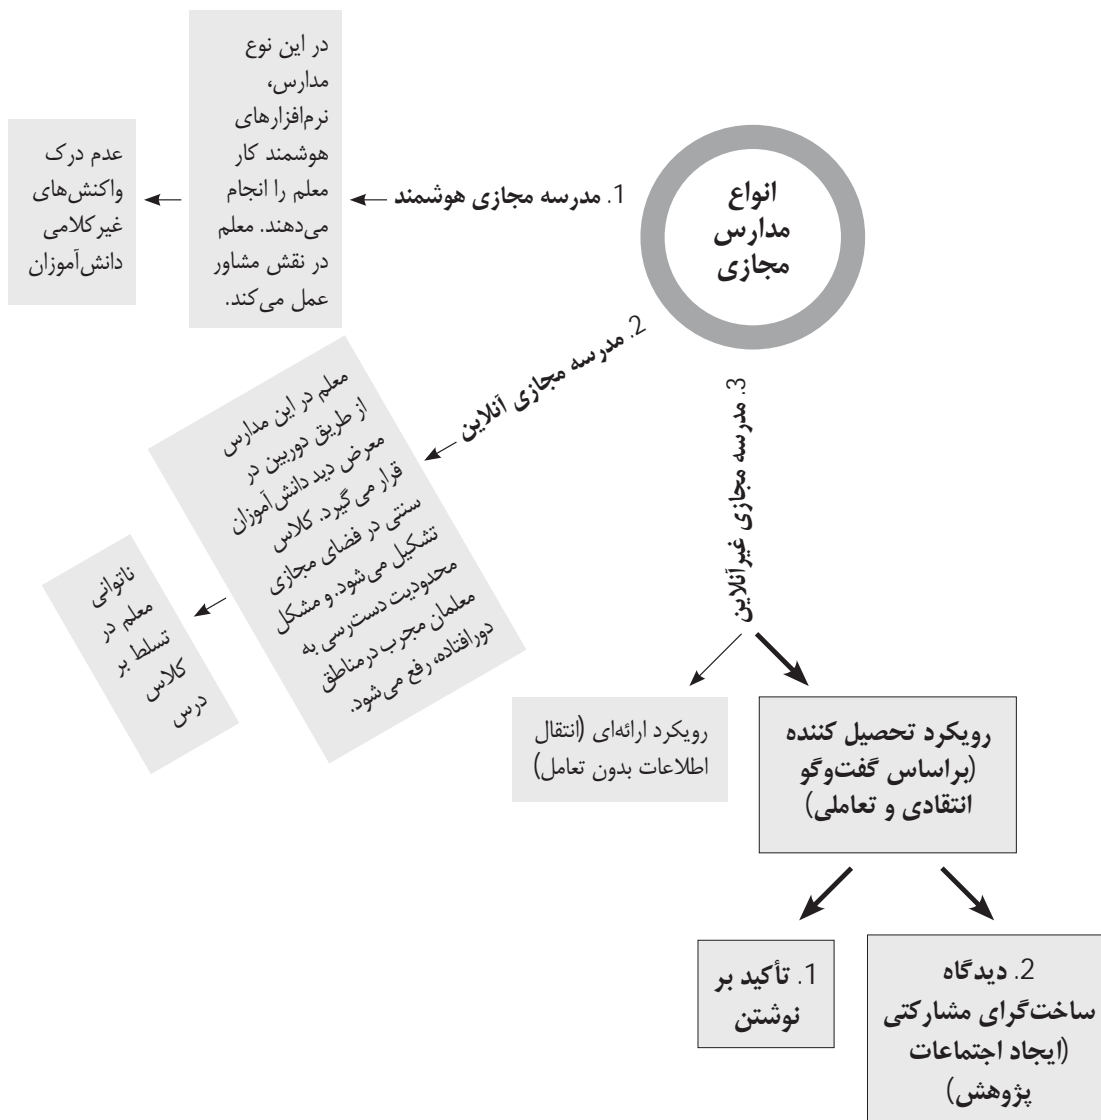 انواع
مدارس
مجازی
1. مدرسه مجازی هوشمند
در این نوع
مدارس،
نرم‌افزارهای
هوشمند کار
معلم را انجام
می‌دهند. معلم
در نقش مشاور
عمل می‌کند.
عدم درک
واکنش‌های
غیرکلامی
دانش‌آموزان
2. مدرسه مجازی آنلاین
معلم در این مدارس
از طریق دوربین در
معرض دید دانش‌آموزان
قرار می‌گیرد. کلاس
سنتی در فضای مجازی
تشکیل می‌شود. و مشکل
محدودیت دست‌رسی به
معلمان مجرب درمناطق
دورافتاده، رفع می‌شود.
ناتوانی
معلم در
تسلط بر
کلاس
درس
3. مدرسه مجازی غیرآنلاین
رویکرد تحصیل کننده
(براساس گفت‌وگو
انتقادی و تعاملی)
رویکرد ارائه‌ای (انتقال
اطلاعات بدون تعامل)
1. تأکید بر
نوشتن
2. دیدگاه
ساخت‌گرای مشارکتی
(ایجاد اجتماعات
پژوهش)